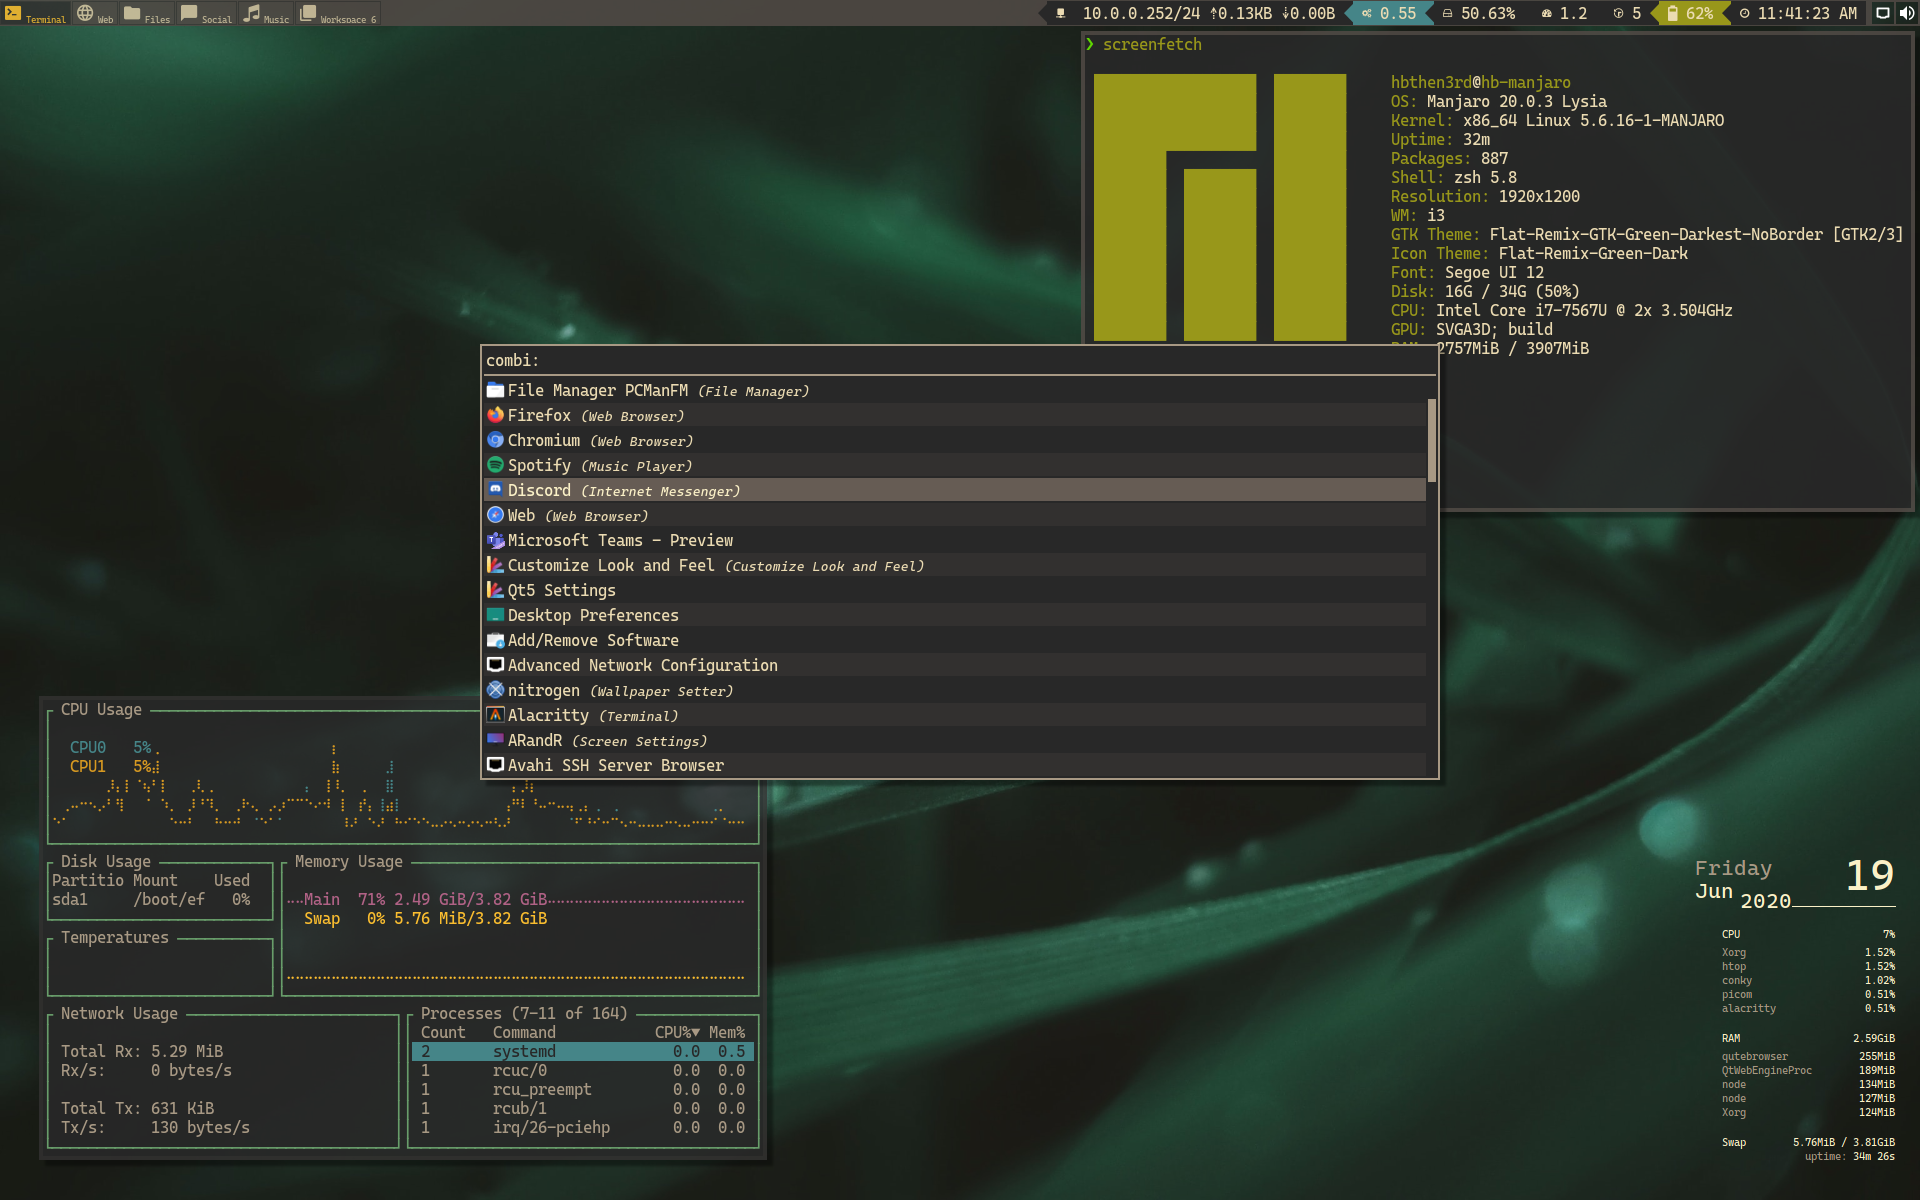 Terminal Web Files Social Music Workspace 6
10.0.0.252/24 ↑0.13KB ↓0.00B 0.55 50.63% 1.2 5 62% 11:41:23 AM
❯ screenfetch
hbthen3rd@hb-manjaro
OS: Manjaro 20.0.3 Lysia
Kernel: x86_64 Linux 5.6.16-1-MANJARO
Uptime: 32m
Packages: 887
Shell: zsh 5.8
Resolution: 1920x1200
WM: i3
GTK Theme: Flat-Remix-GTK-Green-Darkest-NoBorder [GTK2/3]
Icon Theme: Flat-Remix-Green-Dark
Font: Segoe UI 12
Disk: 16G / 34G (50%)
CPU: Intel Core i7-7567U @ 2x 3.504GHz
GPU: SVGA3D; build
2757MiB / 3907MiB
combi:
File Manager PCManFM (File Manager)
Firefox (Web Browser)
Chromium (Web Browser)
Spotify (Music Player)
Discord (Internet Messenger)
Web (Web Browser)
Microsoft Teams - Preview
Customize Look and Feel (Customize Look and Feel)
Qt5 Settings
Desktop Preferences
Add/Remove Software
Advanced Network Configuration
nitrogen (Wallpaper Setter)
Alacritty (Terminal)
ARandR (Screen Settings)
Avahi SSH Server Browser
CPU Usage
CPU0 5%
CPU1 5%
Disk Usage
Partitio Mount Used
sda1 /boot/ef 0%
Temperatures
Memory Usage
Main 71% 2.49 GiB/3.82 GiB
Swap 0% 5.76 MiB/3.82 GiB
Network Usage
Total Rx: 5.29 MiB
Rx/s: 0 bytes/s
Total Tx: 631 KiB
Tx/s: 130 bytes/s
Processes (7-11 of 164)
Count Command CPU%▼ Mem%
2 systemd 0.0 0.5
1 rcuc/0 0.0 0.0
1 rcu_preempt 0.0 0.0
1 rcub/1 0.0 0.0
1 irq/26-pciehp 0.0 0.0
Friday 19
Jun 2020
CPU 7%
Xorg 1.52%
htop 1.52%
conky 1.02%
picom 0.51%
alacritty 0.51%
RAM 2.59GiB
qutebrowser 255MiB
QtWebEngineProc 189MiB
node 134MiB
node 127MiB
Xorg 124MiB
Swap 5.76MiB / 3.81GiB
uptime: 34m 26s